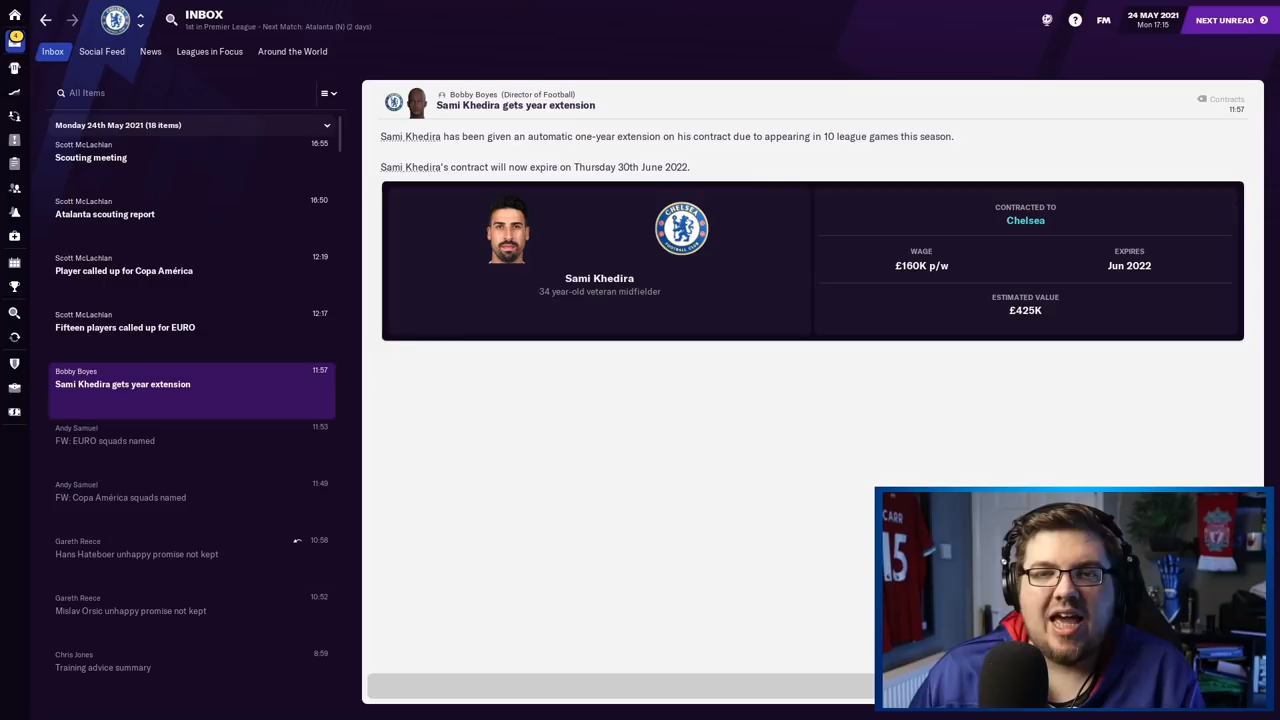 INBOX
1st in Premier League - Next Match: Atalanta (N) (2 days)
FM
24 MAY 2021
Mon 17:15
NEXT UNREAD
4
Inbox
Social Feed
News
Leagues in Focus
Around the World
All Items
Monday 24th May 2021 (18 items)
Scott McLachlan 16:55
Scouting meeting
Scott McLachlan 16:50
Atalanta scouting report
Scott McLachlan 12:19
Player called up for Copa América
Scott McLachlan 12:17
Fifteen players called up for EURO
Bobby Boyes 11:57
Sami Khedira gets year extension
Andy Samuel 11:53
FW: EURO squads named
Andy Samuel 11:49
FW: Copa América squads named
Gareth Reece 10:58
Hans Hateboer unhappy promise not kept
Gareth Reece 10:52
Mislav Orsic unhappy promise not kept
Chris Jones 8:59
Training advice summary
Bobby Boyes (Director of Football)
Sami Khedira gets year extension
Contracts
11:57
Sami Khedira has been given an automatic one-year extension on his contract due to appearing in 10 league games this season.
Sami Khedira's contract will now expire on Thursday 30th June 2022.
CHELSEA
FOOTBALL CLUB
Sami Khedira
34 year-old veteran midfielder
CONTRACTED TO
Chelsea
WAGE
£160K p/w
EXPIRES
Jun 2022
ESTIMATED VALUE
£425K
CARR